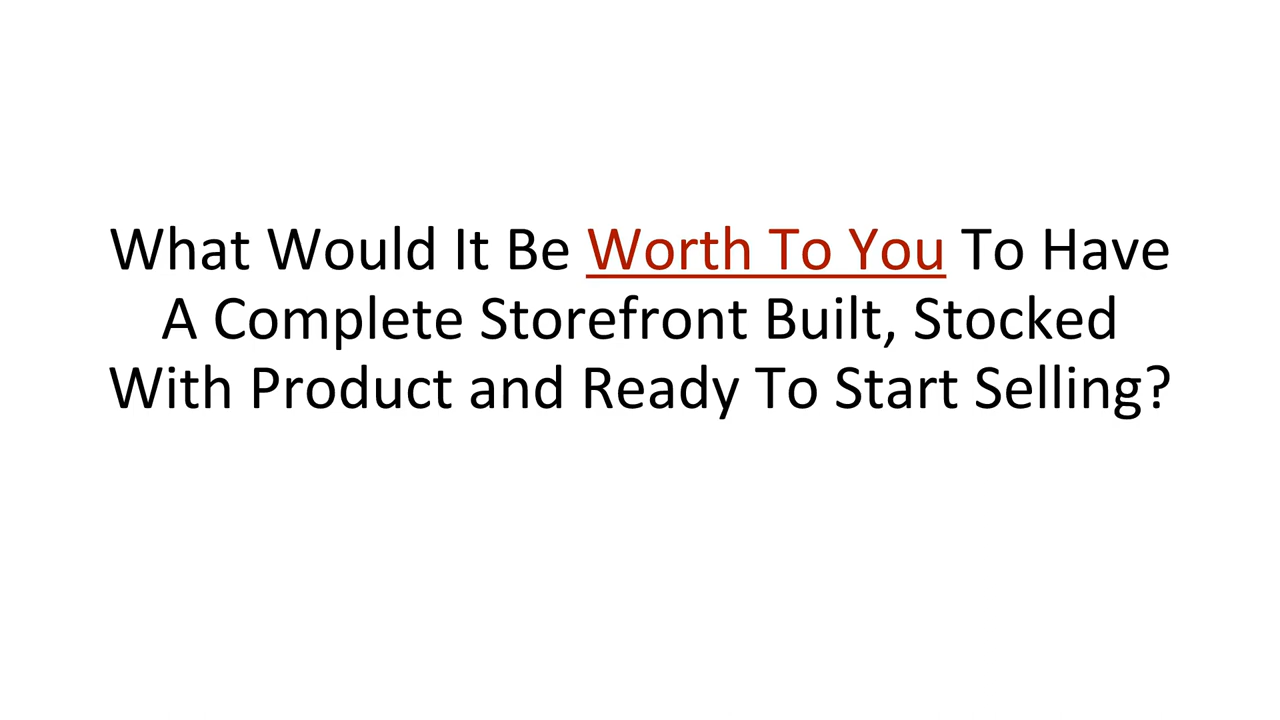 What Would It Be Worth To You To Have
A Complete Storefront Built, Stocked
With Product and Ready To Start Selling?